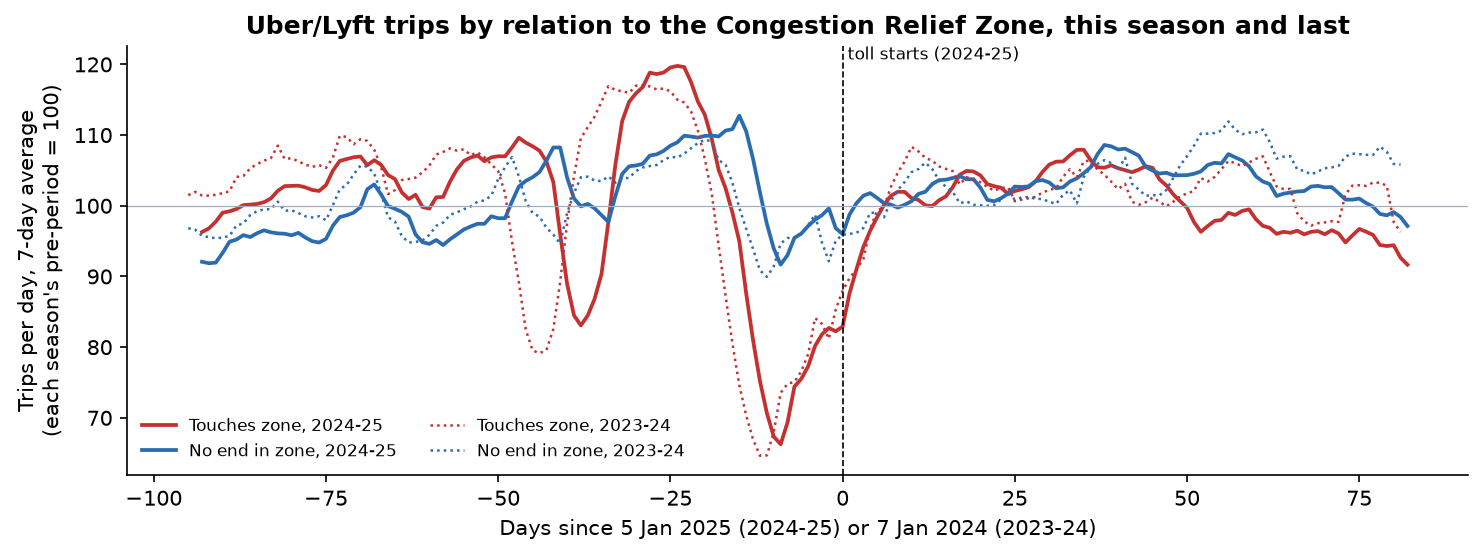 Uber/Lyft trips by relation to the Congestion Relief Zone, this season and last
toll starts (2024-25)
Trips per day, 7-day average
(each season's pre-period = 100)
120
110
100
90
80
70
Touches zone, 2024-25
No end in zone, 2024-25
Touches zone, 2023-24
No end in zone, 2023-24
−100
−75
−50
−25
0
25
50
75
Days since 5 Jan 2025 (2024-25) or 7 Jan 2024 (2023-24)